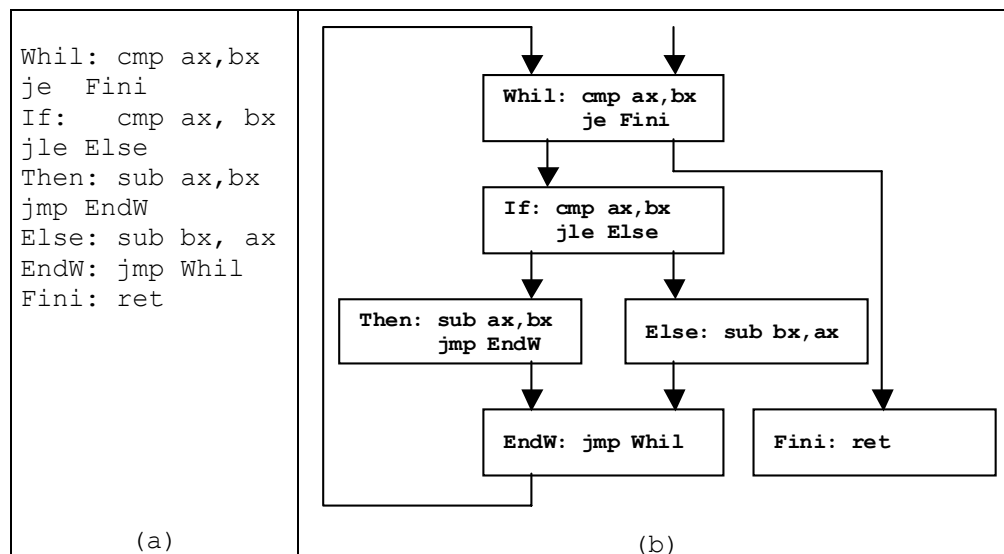 Whil: cmp ax,bx
je  Fini
If:   cmp ax, bx
jle Else
Then: sub ax,bx
jmp EndW
Else: sub bx, ax
EndW: jmp Whil
Fini: ret
(a)
Whil: cmp ax,bx
je Fini
If: cmp ax,bx
jle Else
Then: sub ax,bx
jmp EndW
Else: sub bx,ax
EndW: jmp Whil
Fini: ret
(b)